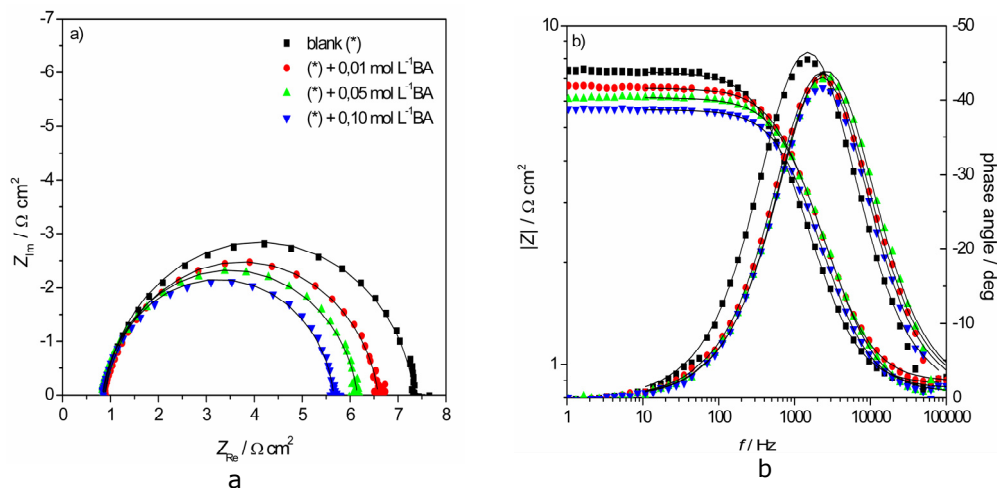 a)
blank (*)
(*) + 0,01 mol L⁻¹BA
(*) + 0,05 mol L⁻¹BA
(*) + 0,10 mol L⁻¹BA
-7
-6
-5
-4
-3
-2
-1
0
Z_Im / Ω cm²
0 1 2 3 4 5 6 7 8
Z_Re / Ω cm²
a
b)
10
1
|Z| / Ω cm²
-50
-40
-30
-20
-10
0
phase angle / deg
1 10 100 1000 10000 100000
f / Hz
b